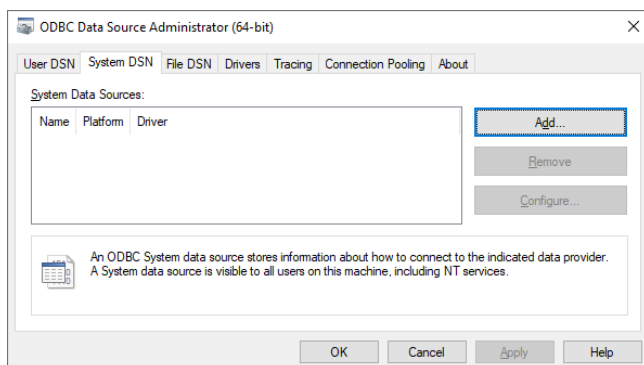 ODBC Data Source Administrator (64-bit)
User DSN System DSN File DSN Drivers Tracing Connection Pooling About
System Data Sources:
Name Platform Driver
Add...
Remove
Configure...
An ODBC System data source stores information about how to connect to the indicated data provider.
A System data source is visible to all users on this machine, including NT services.
OK Cancel Apply Help